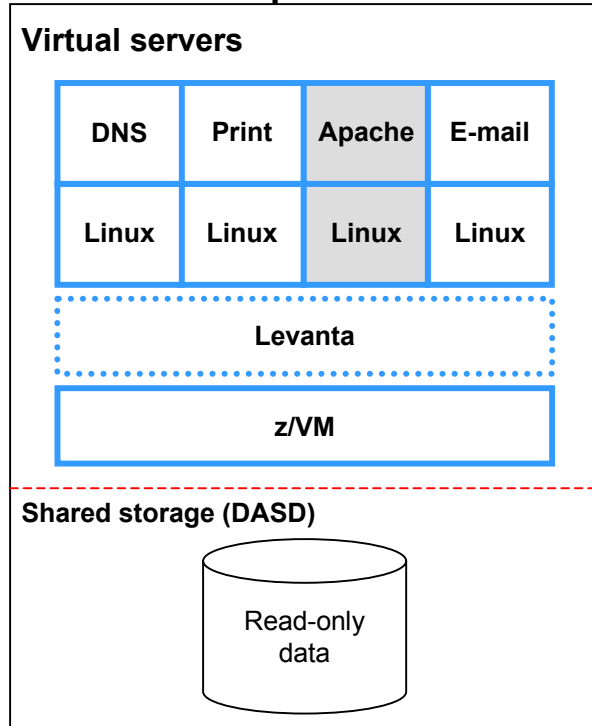 Virtual servers
DNS Print Apache E-mail
Linux Linux Linux Linux
Levanta
z/VM
Shared storage (DASD)
Read-only
data